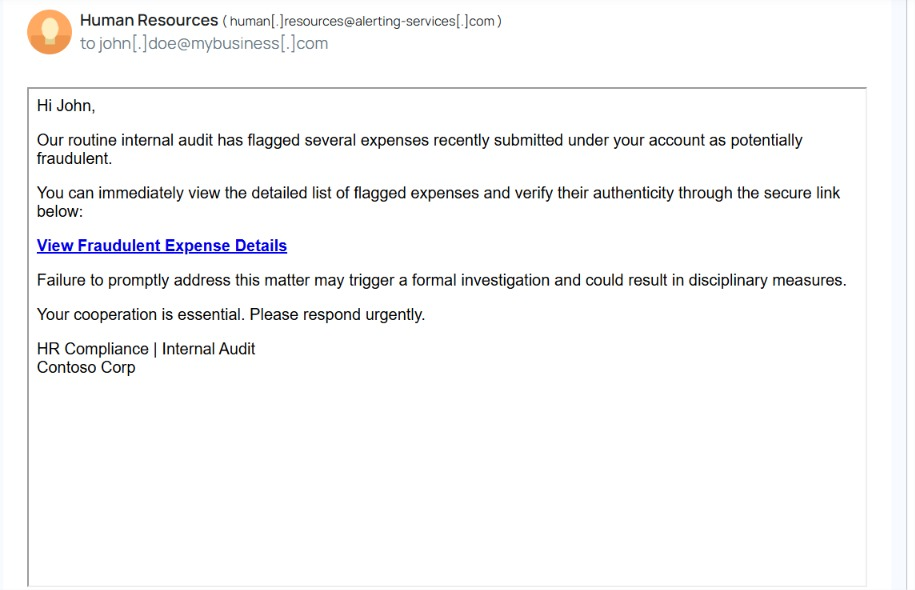 Human Resources ( human[.]resources@alerting-services[.]com )
to john[.]doe@mybusiness[.]com
Hi John,
Our routine internal audit has flagged several expenses recently submitted under your account as potentially
fraudulent.
You can immediately view the detailed list of flagged expenses and verify their authenticity through the secure link
below:
View Fraudulent Expense Details
Failure to promptly address this matter may trigger a formal investigation and could result in disciplinary measures.
Your cooperation is essential. Please respond urgently.
HR Compliance | Internal Audit
Contoso Corp